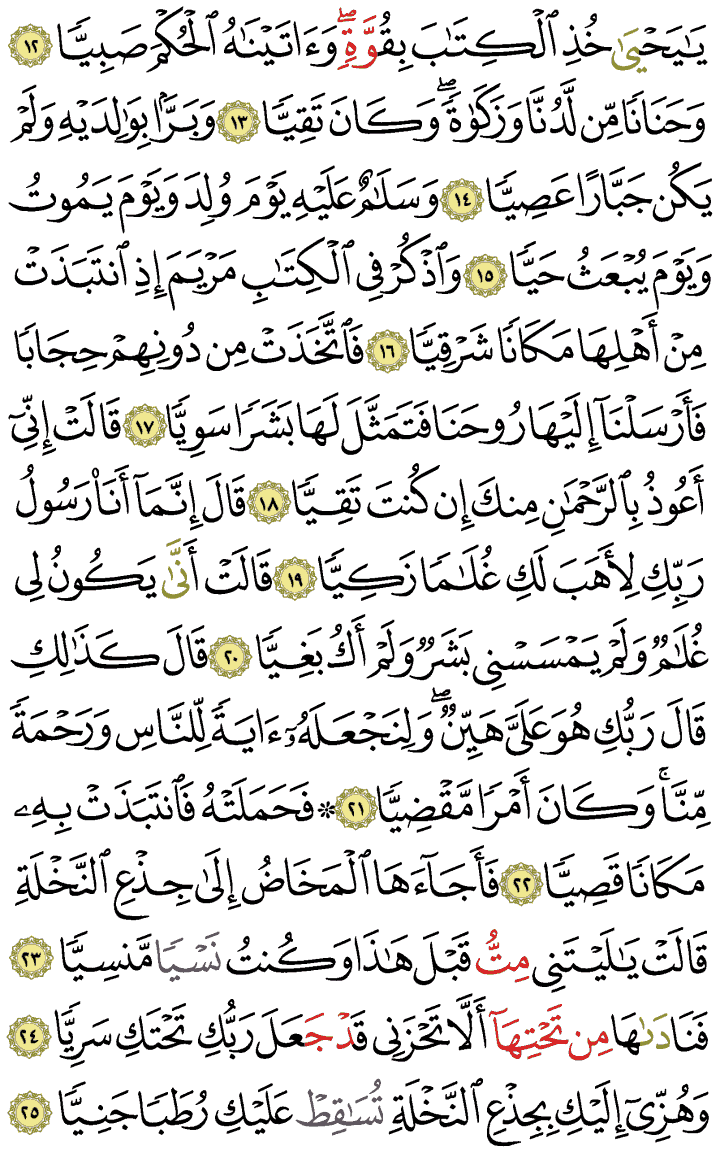 يَـٰيَحْيَىٰ خُذِ ٱلْكِتَـٰبَ بِقُوَّةٍۖ وَءَاتَيْنَـٰهُ ٱلْحُكْمَ صَبِيًّا ١٢
وَحَنَانًا مِّن لَّدُنَّا وَزَكَوٰةًۖ وَكَانَ تَقِيًّا ١٣ وَبَرًّۢا بِوَٰلِدَيْهِ وَلَمْ
يَكُن جَبَّارًا عَصِيًّا ١٤ وَسَلَـٰمٌ عَلَيْهِ يَوْمَ وُلِدَ وَيَوْمَ يَمُوتُ
وَيَوْمَ يُبْعَثُ حَيًّا ١٥ وَٱذْكُرْ فِى ٱلْكِتَـٰبِ مَرْيَمَ إِذِ ٱنتَبَذَتْ
مِنْ أَهْلِهَا مَكَانًا شَرْقِيًّا ١٦ فَٱتَّخَذَتْ مِن دُونِهِمْ حِجَابًا
فَأَرْسَلْنَآ إِلَيْهَا رُوحَنَا فَتَمَثَّلَ لَهَا بَشَرًا سَوِيًّا ١٧ قَالَتْ إِنِّىٓ
أَعُوذُ بِٱلرَّحْمَـٰنِ مِنكَ إِن كُنتَ تَقِيًّا ١٨ قَالَ إِنَّمَآ أَنَا۠ رَسُولُ
رَبِّكِ لِأَهَبَ لَكِ غُلَـٰمًا زَكِيًّا ١٩ قَالَتْ أَنَّىٰ يَكُونُ لِى
غُلَـٰمٌ وَلَمْ يَمْسَسْنِى بَشَرٌ وَلَمْ أَكُ بَغِيًّا ٢٠ قَالَ كَذَٰلِكِ
قَالَ رَبُّكِ هُوَ عَلَىَّ هَيِّنٌۖ وَلِنَجْعَلَهُۥٓ ءَايَةً لِّلنَّاسِ وَرَحْمَةً
مِّنَّاۚ وَكَانَ أَمْرًا مَّقْضِيًّا ٢١ ۞ فَحَمَلَتْهُ فَٱنتَبَذَتْ بِهِۦ
مَكَانًا قَصِيًّا ٢٢ فَأَجَآءَهَا ٱلْمَخَاضُ إِلَىٰ جِذْعِ ٱلنَّخْلَةِ
قَالَتْ يَـٰلَيْتَنِى مِتُّ قَبْلَ هَـٰذَا وَكُنتُ نَسْيًا مَّنسِيًّا ٢٣
فَنَادَىٰهَا مِن تَحْتِهَآ أَلَّا تَحْزَنِى قَدْ جَعَلَ رَبُّكِ تَحْتَكِ سَرِيًّا ٢٤
وَهُزِّىٓ إِلَيْكِ بِجِذْعِ ٱلنَّخْلَةِ تُسَـٰقِطْ عَلَيْكِ رُطَبًا جَنِيًّا ٢٥